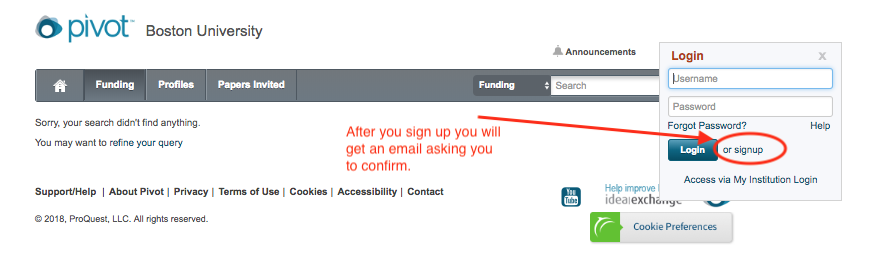 pivot™ Boston University
Announcements
Login x
Username
Password
Forgot Password? Help
Login or signup
Access via My Institution Login
Funding Profiles Papers Invited Funding Search
Sorry, your search didn't find anything.
You may want to refine your query
After you sign up you will
get an email asking you
to confirm.
Support/Help | About Pivot | Privacy | Terms of Use | Cookies | Accessibility | Contact
You
Tube
Help improve
idealexchange
© 2018, ProQuest, LLC. All rights reserved.
Cookie Preferences